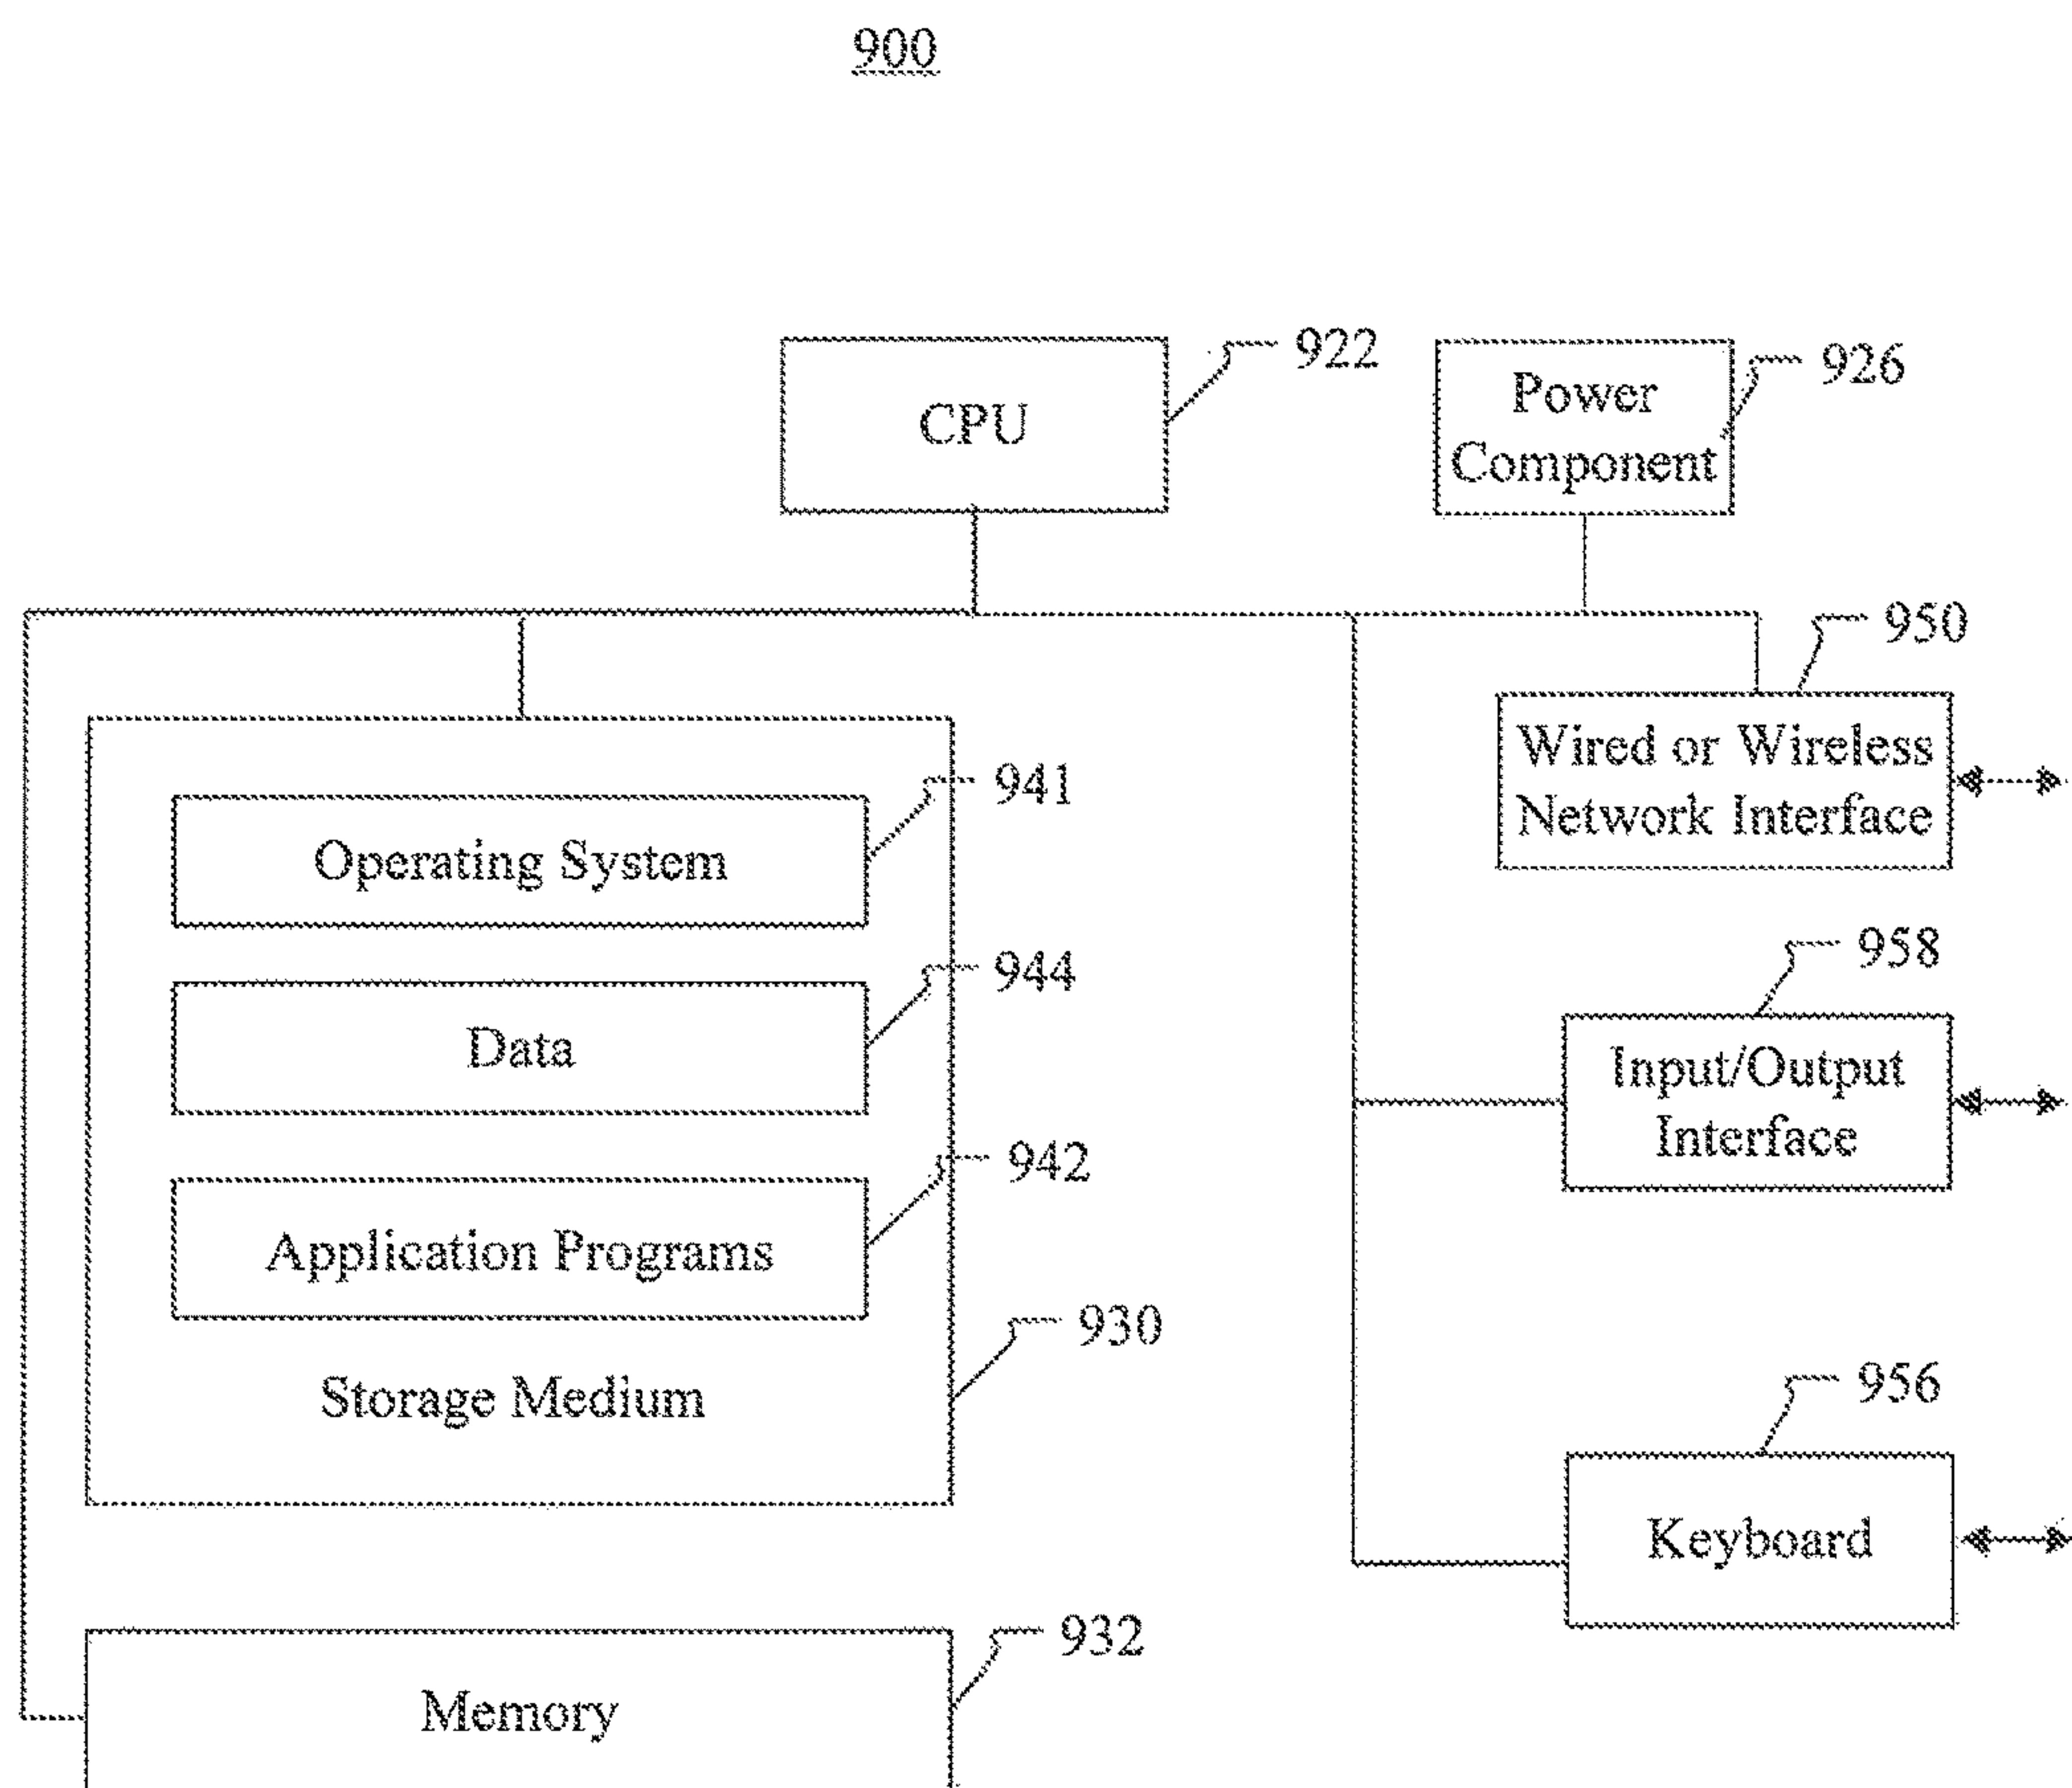 900
CPU
922
Power
Component
926
950
Wired or Wireless
Network Interface
941
Operating System
944
Data
942
Application Programs
930
Storage Medium
958
Input/Output
Interface
956
Keyboard
932
Memory